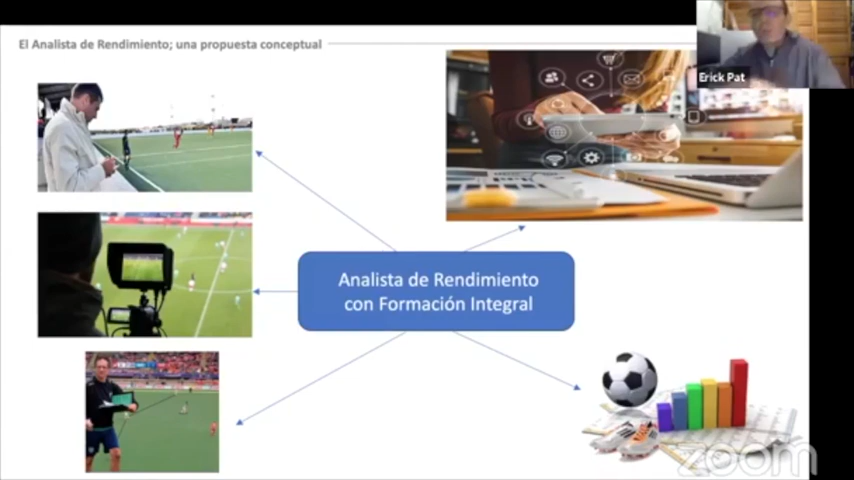 El Analista de Rendimiento; una propuesta conceptual
Erick Pat
Analista de Rendimiento
con Formación Integral
zoom